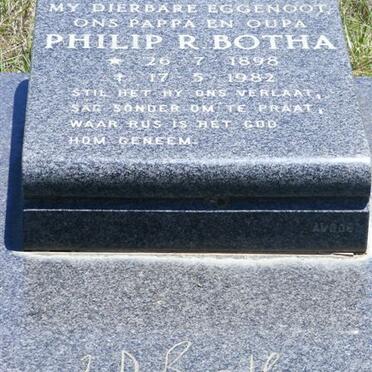 MY DIERBARE EGGENOOT,
ONS PAPPA EN OUPA
PHILIP R. BOTHA
★ 26 · 7 · 1898
† 17 · 5 · 1982
STIL HET HY ONS VERLAAT,
SAG SONDER OM TE PRAAT,
WAAR RUS IS HET GOD
HOM GENEEM.